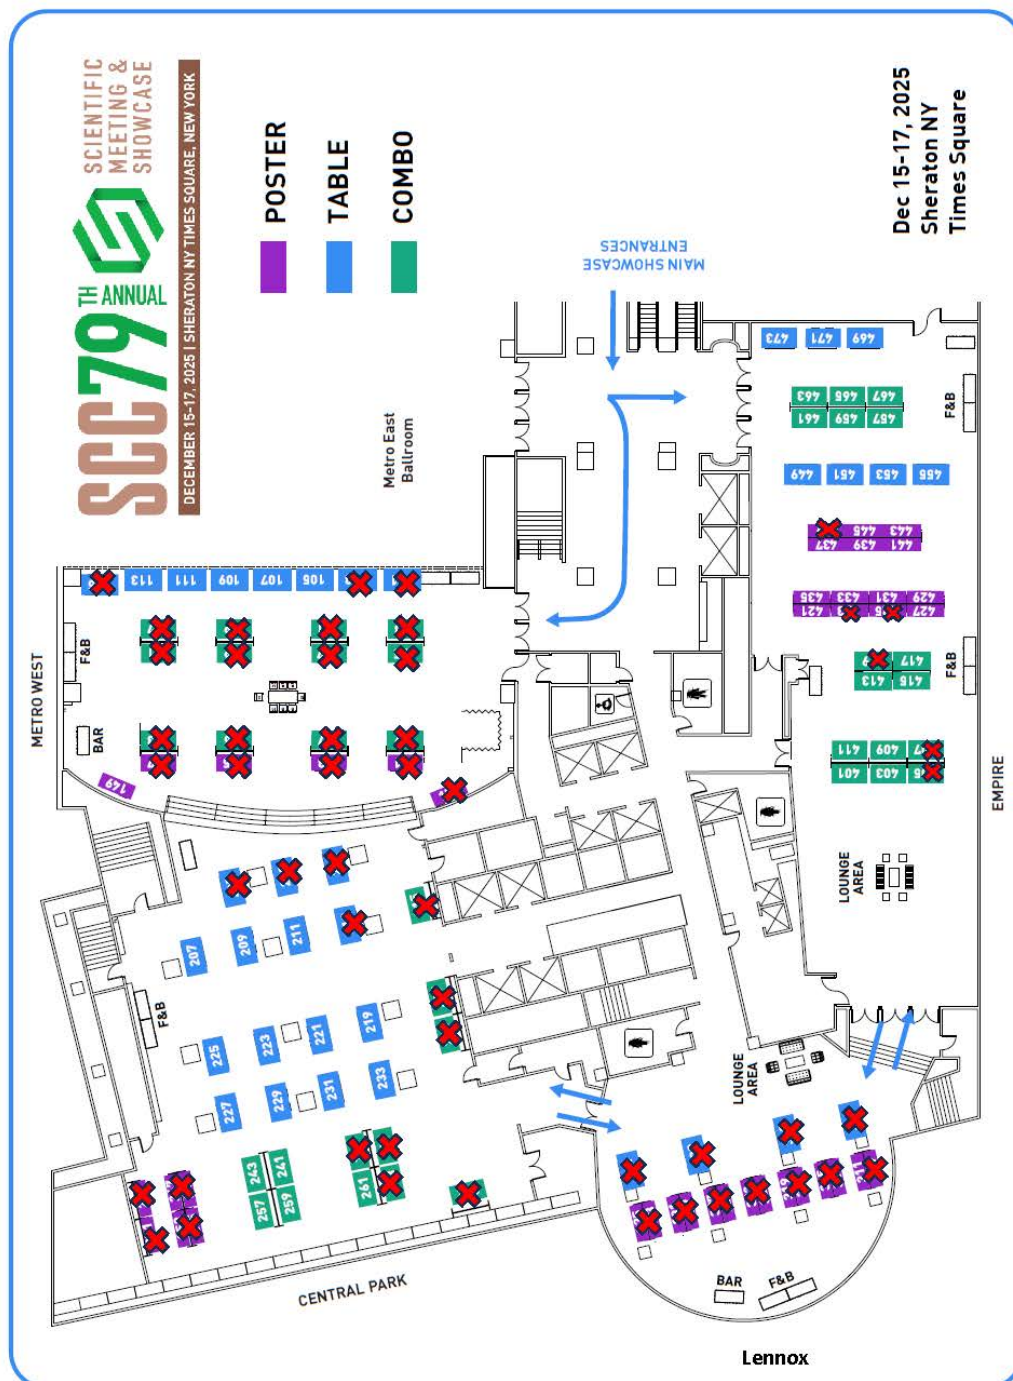 SCC79TH ANNUAL
SCIENTIFIC
MEETING &
SHOWCASE
DECEMBER 15-17, 2025 | SHERATON NY TIMES SQUARE, NEW YORK
POSTER
TABLE
COMBO
Dec 15-17, 2025
Sheraton NY
Times Square
MAIN SHOWCASE
ENTRANCES
Metro East
Ballroom
METRO WEST
F&B
BAR
113
111
109
107
105
149
207
209
211
F&B
225
223
221
219
227
229
231
233
243
241
257
259
261
CENTRAL PARK
473
471
469
463
465
467
461
459
457
F&B
449
451
453
455
445
443
437
439
441
435
433
431
429
421
427
417
413
415
F&B
411
409
401
403
EMPIRE
LOUNGE
AREA
LOUNGE
AREA
BAR
F&B
Lennox